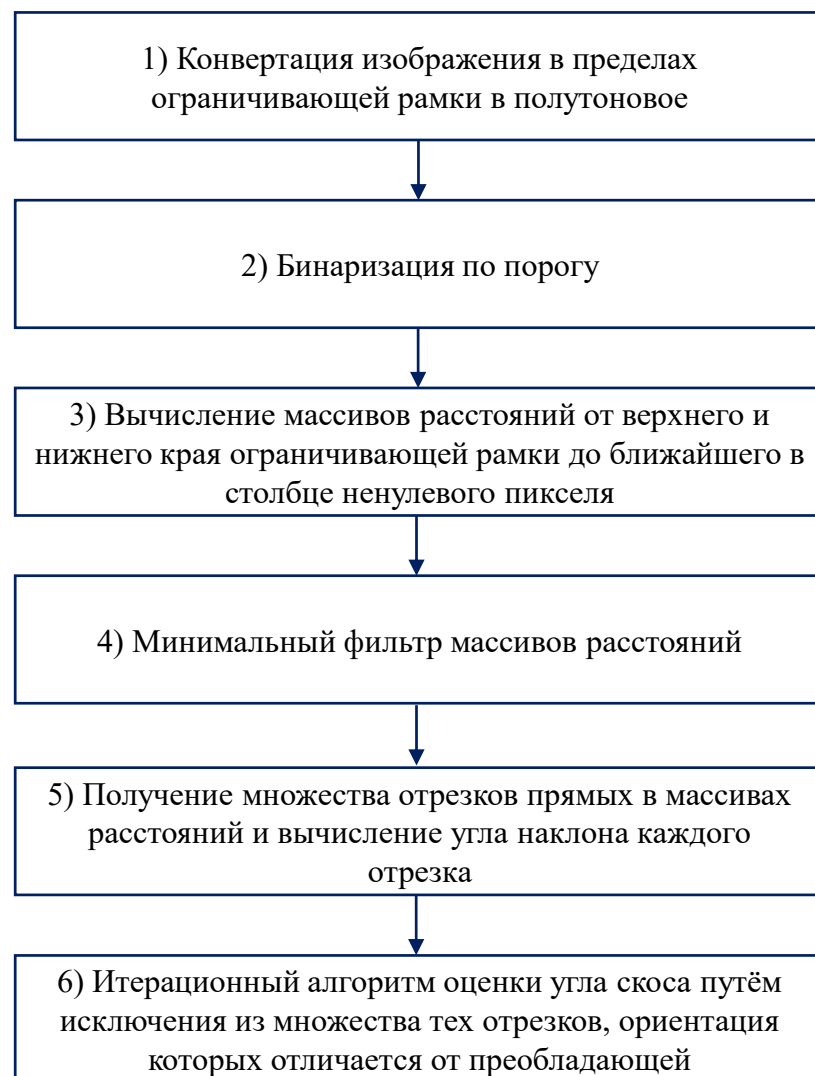 1) Конвертация изображения в пределах
ограничивающей рамки в полутоновое
2) Бинаризация по порогу
3) Вычисление массивов расстояний от верхнего и
нижнего края ограничивающей рамки до ближайшего в
столбце ненулевого пикселя
4) Минимальный фильтр массивов расстояний
5) Получение множества отрезков прямых в массивах
расстояний и вычисление угла наклона каждого
отрезка
6) Итерационный алгоритм оценки угла скоса путём
исключения из множества тех отрезков, ориентация
которых отличается от преобладающей